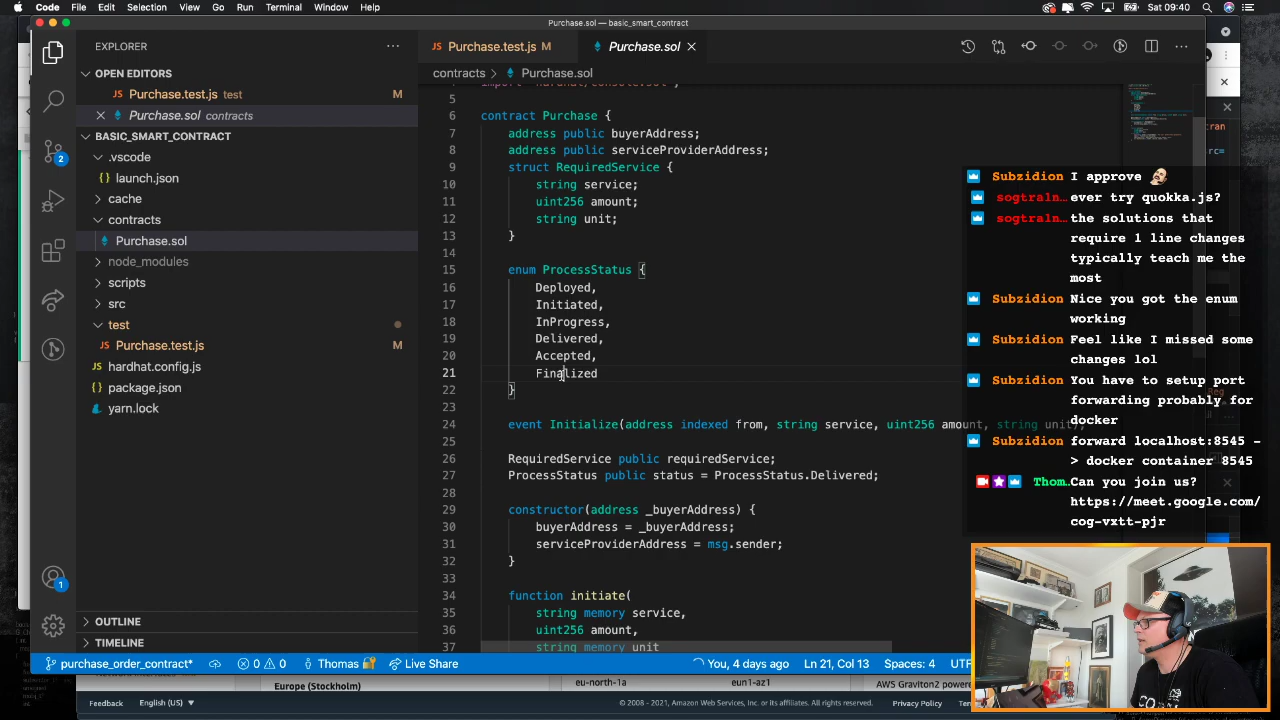 Code File Edit Selection View Go Run Terminal Window Help
Sat 09:40
Purchase.sol — basic_smart_contract
EXPLORER
OPEN EDITORS
Purchase.test.js test M
Purchase.sol contracts
BASIC_SMART_CONTRACT
.vscode
launch.json
cache
contracts
Purchase.sol
node_modules
scripts
src
test
Purchase.test.js M
hardhat.config.js
package.json
yarn.lock
OUTLINE
TIMELINE
2
1
Purchase.test.js M
Purchase.sol
contracts > Purchase.sol
5
6 contract Purchase {
7 address public buyerAddress;
8 address public serviceProviderAddress;
9 struct RequiredService {
10 string service;
11 uint256 amount;
12 string unit;
13 }
14
15 enum ProcessStatus {
16 Deployed,
17 Initiated,
18 InProgress,
19 Delivered,
20 Accepted,
21 Finalized
22 }
23
24 event Initialize(address indexed from, string service, uint256 amount, string unit);
25
26 RequiredService public requiredService;
27 ProcessStatus public status = ProcessStatus.Delivered;
28
29 constructor(address _buyerAddress) {
30 buyerAddress = _buyerAddress;
31 serviceProviderAddress = msg.sender;
32 }
33
34 function initiate(
35 string memory service,
36 uint256 amount,
37 string memory unit
Subzidion I approve
sogtraln… ever try quokka.js?
sogtraln… the solutions that
require 1 line changes
typically teach me the
most
Subzidion Nice you got the enum
working
Subzidion Feel like I missed some
changes lol
Subzidion You have to setup port
forwarding probably for
docker
Subzidion forward localhost:8545 -
> docker container 8545
Thom… Can you join us?
https://meet.google.com/
cog-vxtt-pjr
purchase_order_contract* 0 0 Thomas Live Share You, 4 days ago Ln 21, Col 13 Spaces: 4 UTF
Europe (Stockholm) eu-north-1a eun1-az1 AWS Graviton2 powered
Feedback English (US) © 2008 - 2021, Amazon Web Services, Inc. or its affiliates. All rights reserved. Privacy Policy